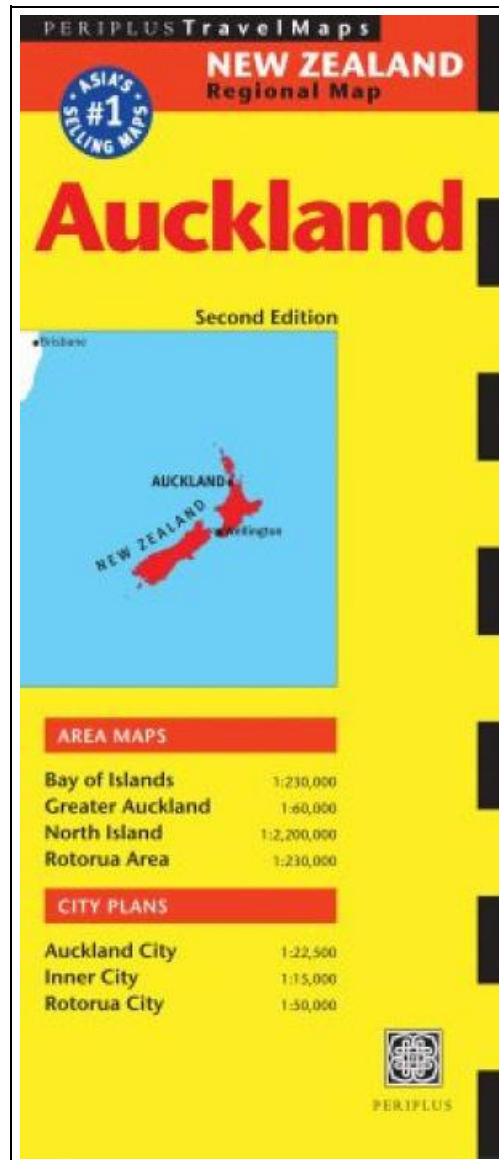 PERIPLUS TravelMaps
NEW ZEALAND
Regional Map
ASIA'S
#1
SELLING MAPS
Auckland
Second Edition
Brisbane
AUCKLAND
NEW ZEALAND
Wellington
AREA MAPS
Bay of Islands 1:230,000
Greater Auckland 1:60,000
North Island 1:2,200,000
Rotorua Area 1:230,000
CITY PLANS
Auckland City 1:22,500
Inner City 1:15,000
Rotorua City 1:50,000
PERIPLUS